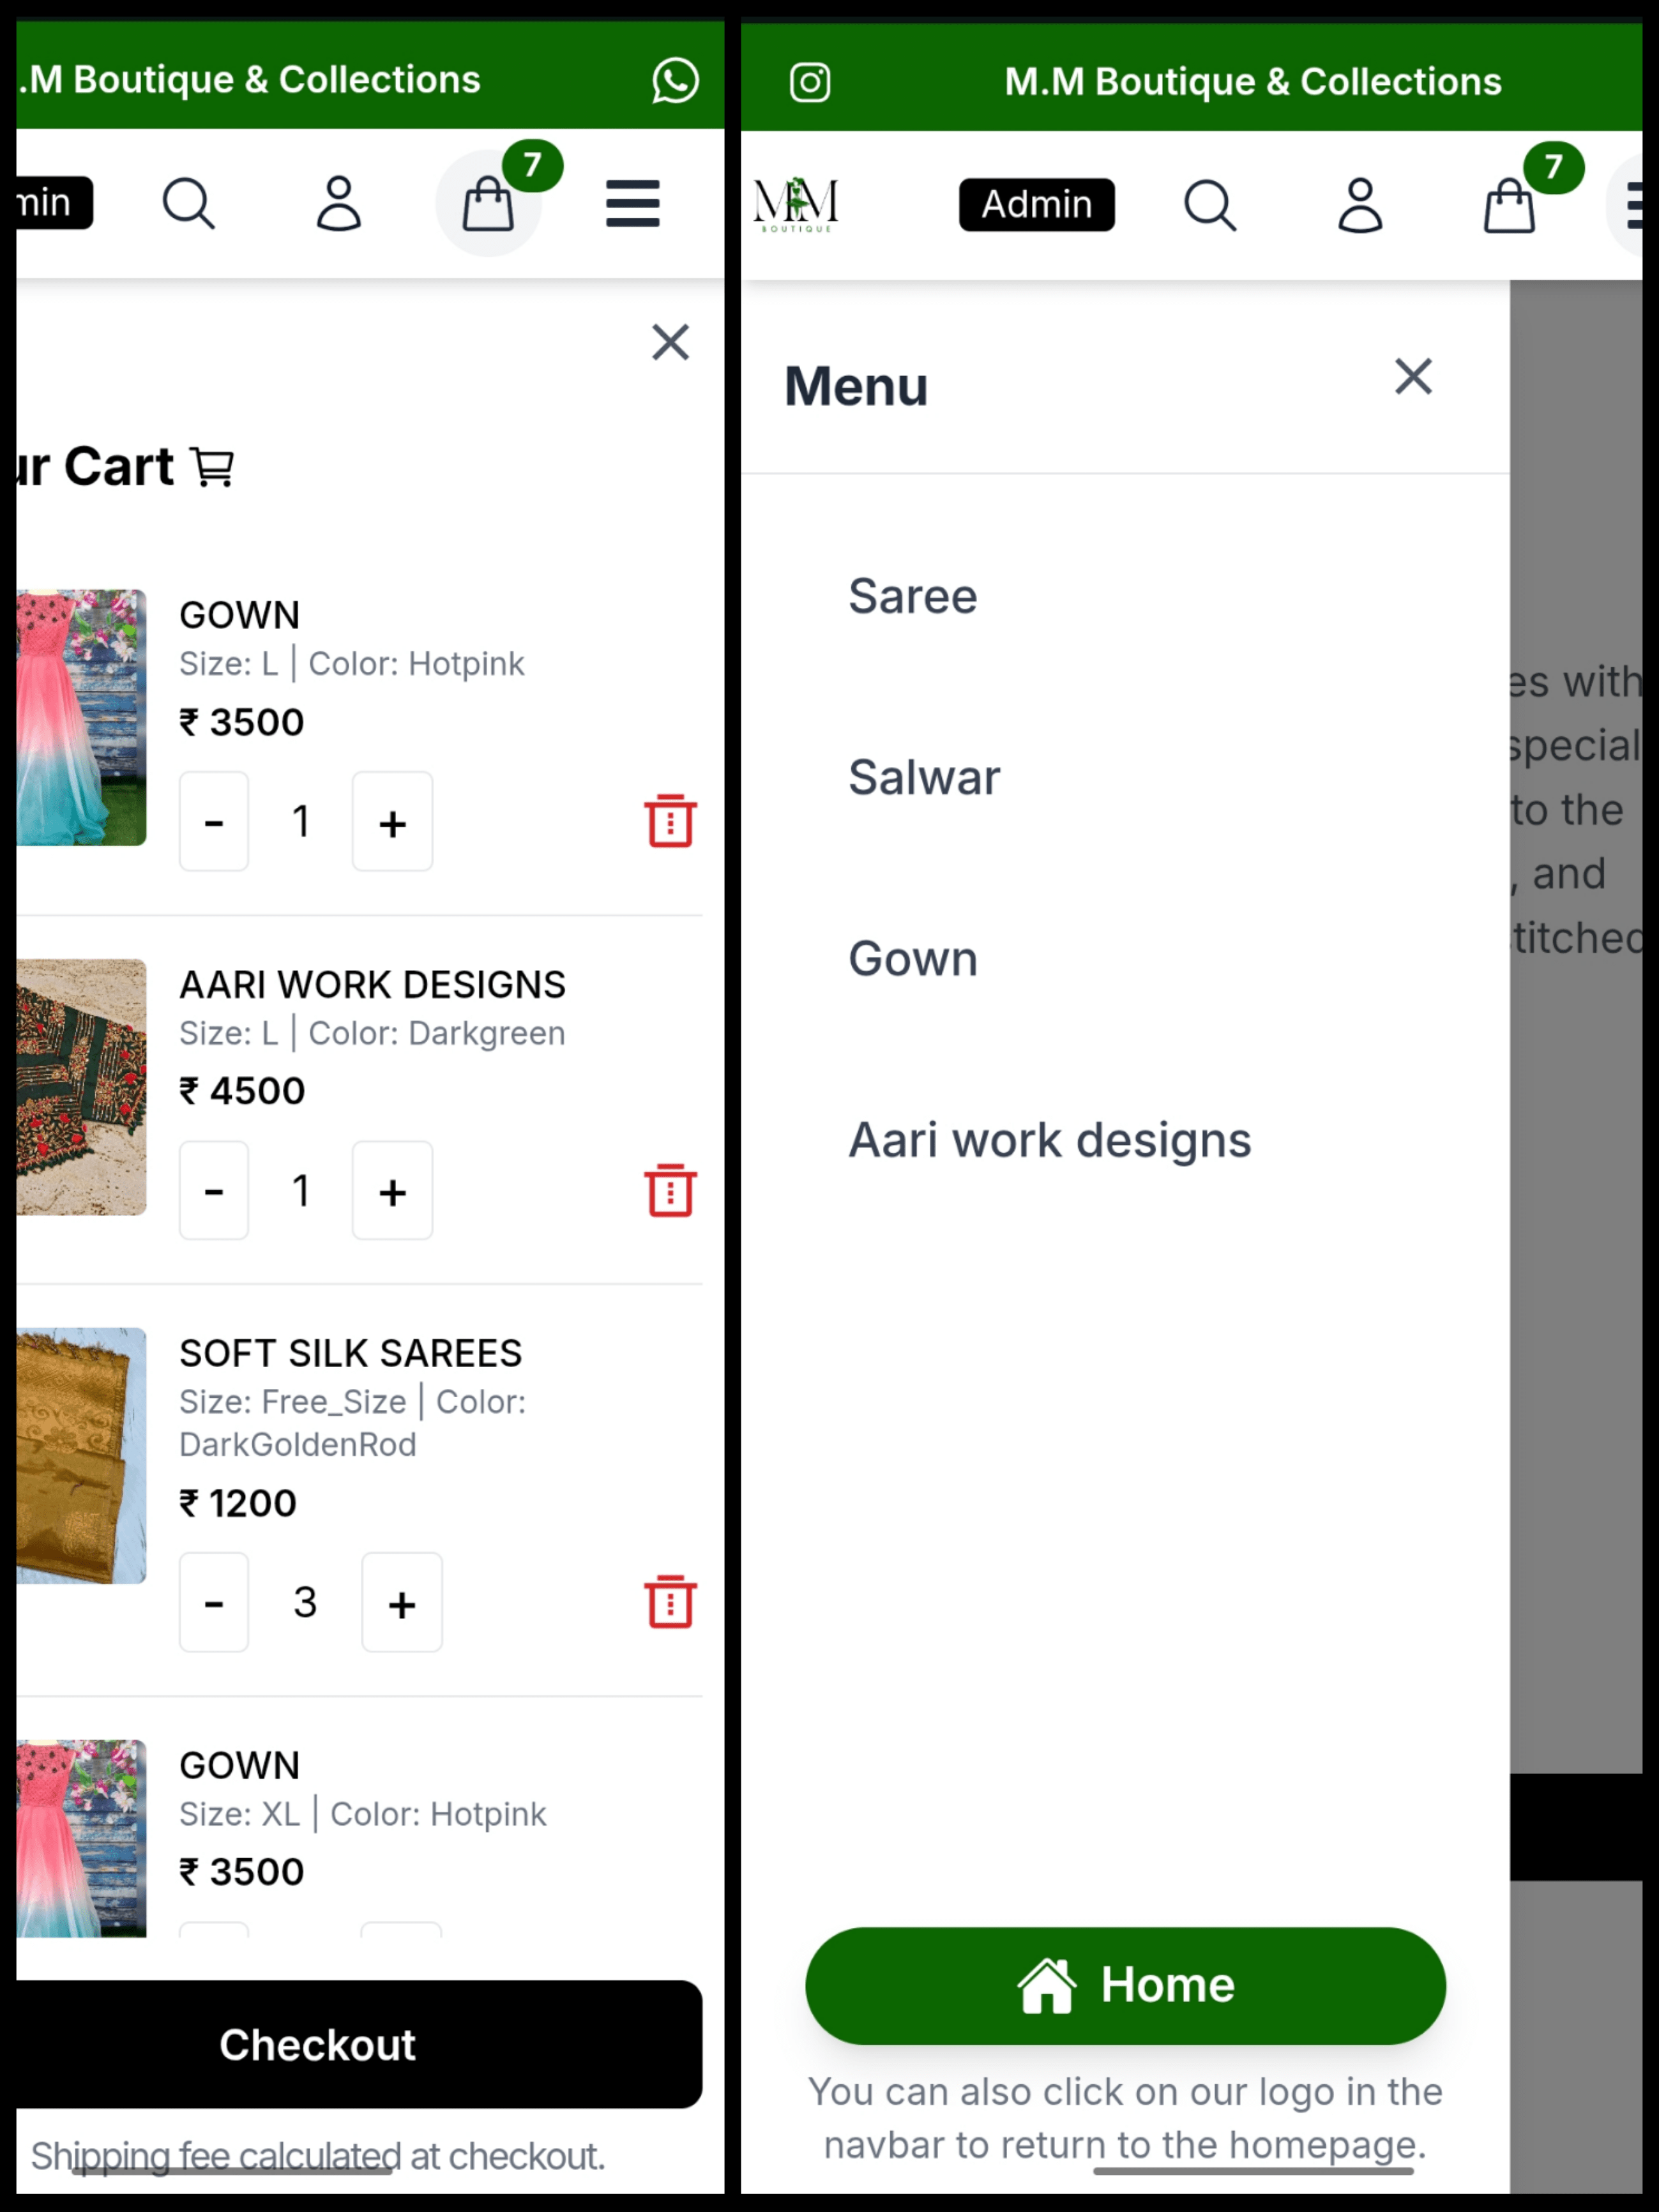 .M Boutique & Collections
min
7
ur Cart
GOWN
Size: L | Color: Hotpink
₹ 3500
- 1 +
AARI WORK DESIGNS
Size: L | Color: Darkgreen
₹ 4500
- 1 +
SOFT SILK SAREES
Size: Free_Size | Color:
DarkGoldenRod
₹ 1200
- 3 +
GOWN
Size: XL | Color: Hotpink
₹ 3500
Checkout
Shipping fee calculated at checkout.
M.M Boutique & Collections
MM
BOUTIQUE
Admin
7
Menu
Saree
Salwar
Gown
Aari work designs
es with
special
to the
, and
titched
Home
You can also click on our logo in the
navbar to return to the homepage.